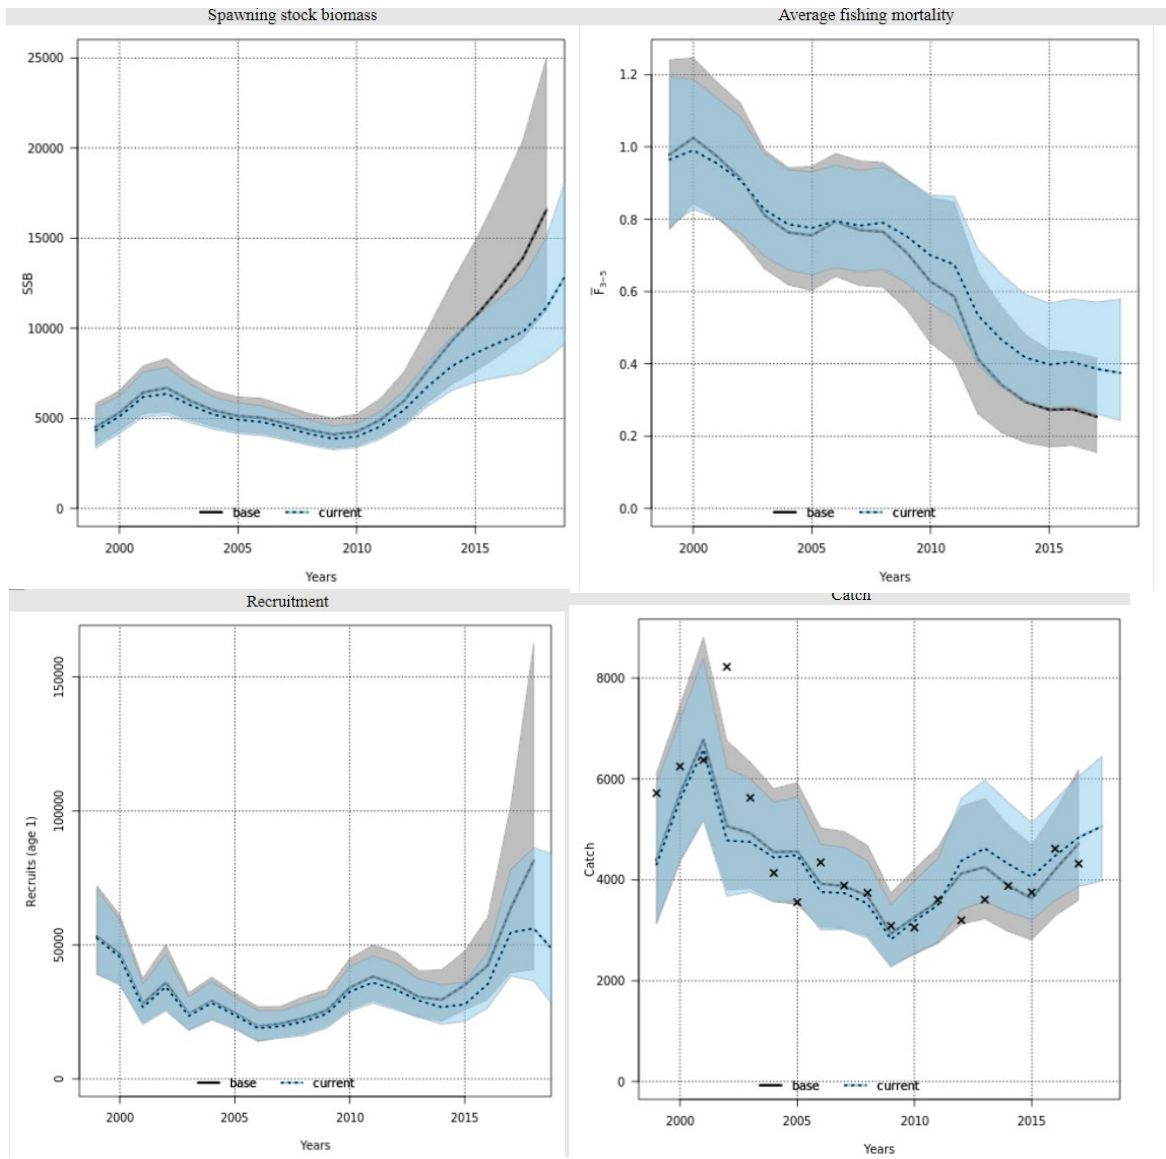 Spawning stock biomass
Average fishing mortality
25000
20000
15000
10000
5000
0
SSB
base
current
2000
2005
2010
2015
Years
1.2
1.0
0.8
0.6
0.4
0.2
0.0
F̅3−5
base
current
2000
2005
2010
2015
Years
Recruitment
Catch
150000
100000
50000
0
Recruits (age 1)
base
current
2000
2005
2010
2015
Years
8000
6000
4000
2000
0
Catch
base
current
2000
2005
2010
2015
Years